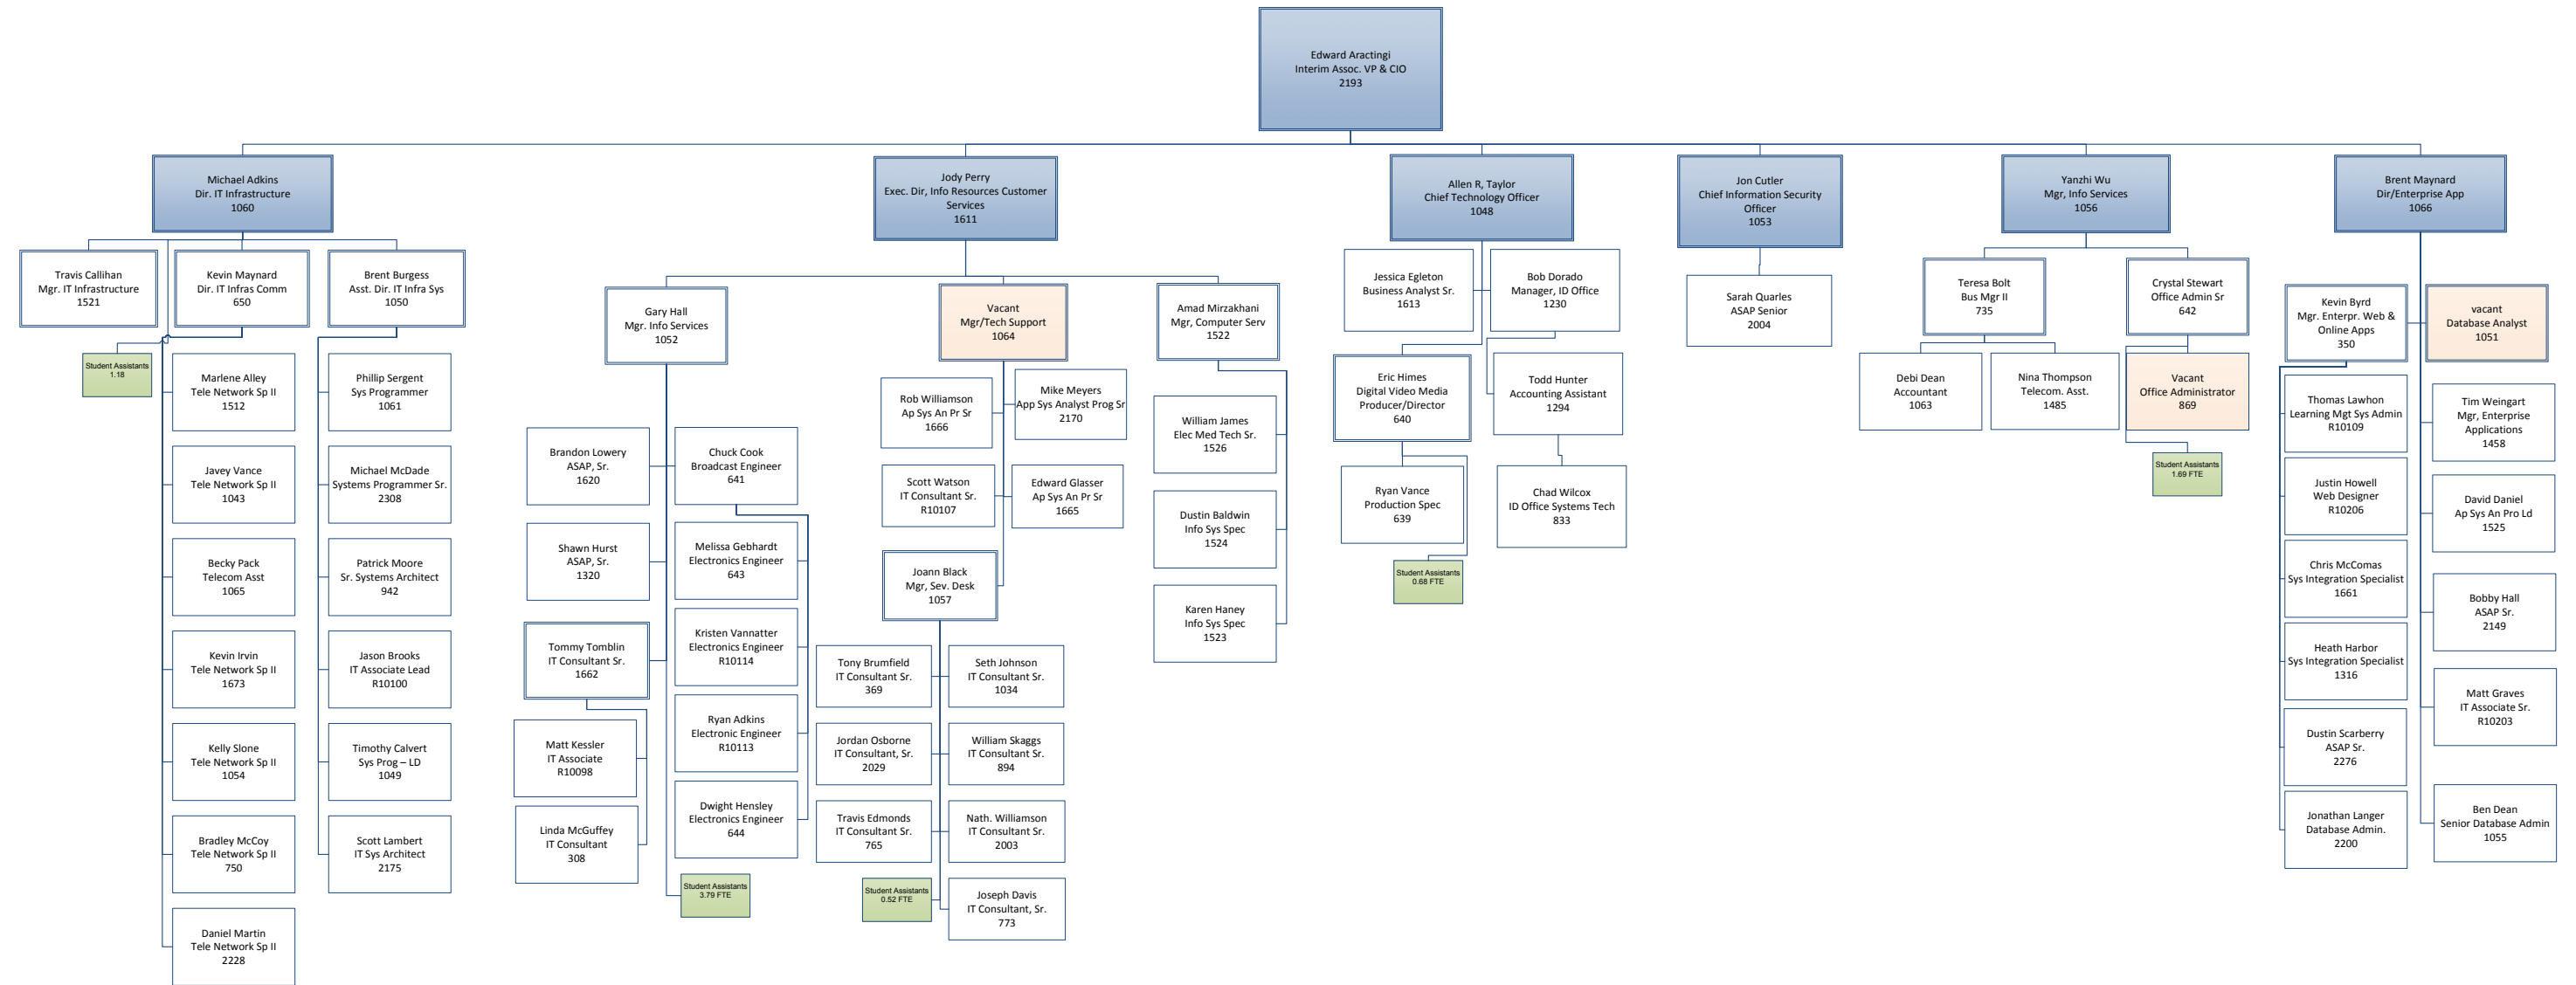 Edward Aractingi
Interim Assoc. VP & CIO
2193
Michael Adkins
Dir. IT Infrastructure
1060
Jody Perry
Exec. Dir, Info Resources Customer
Services
1611
Allen R, Taylor
Chief Technology Officer
1048
Jon Cutler
Chief Information Security
Officer
1053
Yanzhi Wu
Mgr, Info Services
1056
Brent Maynard
Dir/Enterprise App
1066
Travis Callihan
Mgr. IT Infrastructure
1521
Kevin Maynard
Dir. IT Infras Comm
650
Brent Burgess
Asst. Dir. IT Infra Sys
1050
Student Assistants
1.18
Marlene Alley
Tele Network Sp II
1512
Javey Vance
Tele Network Sp II
1043
Becky Pack
Telecom Asst
1065
Kevin Irvin
Tele Network Sp II
1673
Kelly Slone
Tele Network Sp II
1054
Bradley McCoy
Tele Network Sp II
750
Daniel Martin
Tele Network Sp II
2228
Phillip Sergent
Sys Programmer
1061
Michael McDade
Systems Programmer Sr.
2308
Patrick Moore
Sr. Systems Architect
942
Jason Brooks
IT Associate Lead
R10100
Timothy Calvert
Sys Prog – LD
1049
Scott Lambert
IT Sys Architect
2175
Gary Hall
Mgr. Info Services
1052
Brandon Lowery
ASAP, Sr.
1620
Shawn Hurst
ASAP, Sr.
1320
Tommy Tomblin
IT Consultant Sr.
1662
Matt Kessler
IT Associate
R10098
Linda McGuffey
IT Consultant
308
Chuck Cook
Broadcast Engineer
641
Melissa Gebhardt
Electronics Engineer
643
Kristen Vannatter
Electronics Engineer
R10114
Ryan Adkins
Electronic Engineer
R10113
Dwight Hensley
Electronics Engineer
644
Student Assistants
3.79 FTE
Vacant
Mgr/Tech Support
1064
Rob Williamson
Ap Sys An Pr Sr
1666
Mike Meyers
App Sys Analyst Prog Sr
2170
Scott Watson
IT Consultant Sr.
R10107
Edward Glasser
Ap Sys An Pr Sr
1665
Joann Black
Mgr, Sev. Desk
1057
Tony Brumfield
IT Consultant Sr.
369
Seth Johnson
IT Consultant Sr.
1034
Jordan Osborne
IT Consultant, Sr.
2029
William Skaggs
IT Consultant Sr.
894
Travis Edmonds
IT Consultant Sr.
765
Nath. Williamson
IT Consultant Sr.
2003
Student Assistants
0.52 FTE
Joseph Davis
IT Consultant, Sr.
773
Amad Mirzakhani
Mgr, Computer Serv
1522
William James
Elec Med Tech Sr.
1526
Dustin Baldwin
Info Sys Spec
1524
Karen Haney
Info Sys Spec
1523
Jessica Egleton
Business Analyst Sr.
1613
Bob Dorado
Manager, ID Office
1230
Eric Himes
Digital Video Media
Producer/Director
640
Todd Hunter
Accounting Assistant
1294
Ryan Vance
Production Spec
639
Chad Wilcox
ID Office Systems Tech
833
Student Assistants
0.68 FTE
Sarah Quarles
ASAP Senior
2004
Teresa Bolt
Bus Mgr II
735
Crystal Stewart
Office Admin Sr
642
Debi Dean
Accountant
1063
Nina Thompson
Telecom. Asst.
1485
Vacant
Office Administrator
869
Student Assistants
1.69 FTE
Kevin Byrd
Mgr. Enterpr. Web &
Online Apps
350
vacant
Database Analyst
1051
Thomas Lawhon
Learning Mgt Sys Admin
R10109
Justin Howell
Web Designer
R10206
Chris McComas
Sys Integration Specialist
1661
Heath Harbor
Sys Integration Specialist
1316
Dustin Scarberry
ASAP Sr.
2276
Jonathan Langer
Database Admin.
2200
Tim Weingart
Mgr, Enterprise
Applications
1458
David Daniel
Ap Sys An Pro Ld
1525
Bobby Hall
ASAP Sr.
2149
Matt Graves
IT Associate Sr.
R10203
Ben Dean
Senior Database Admin
1055